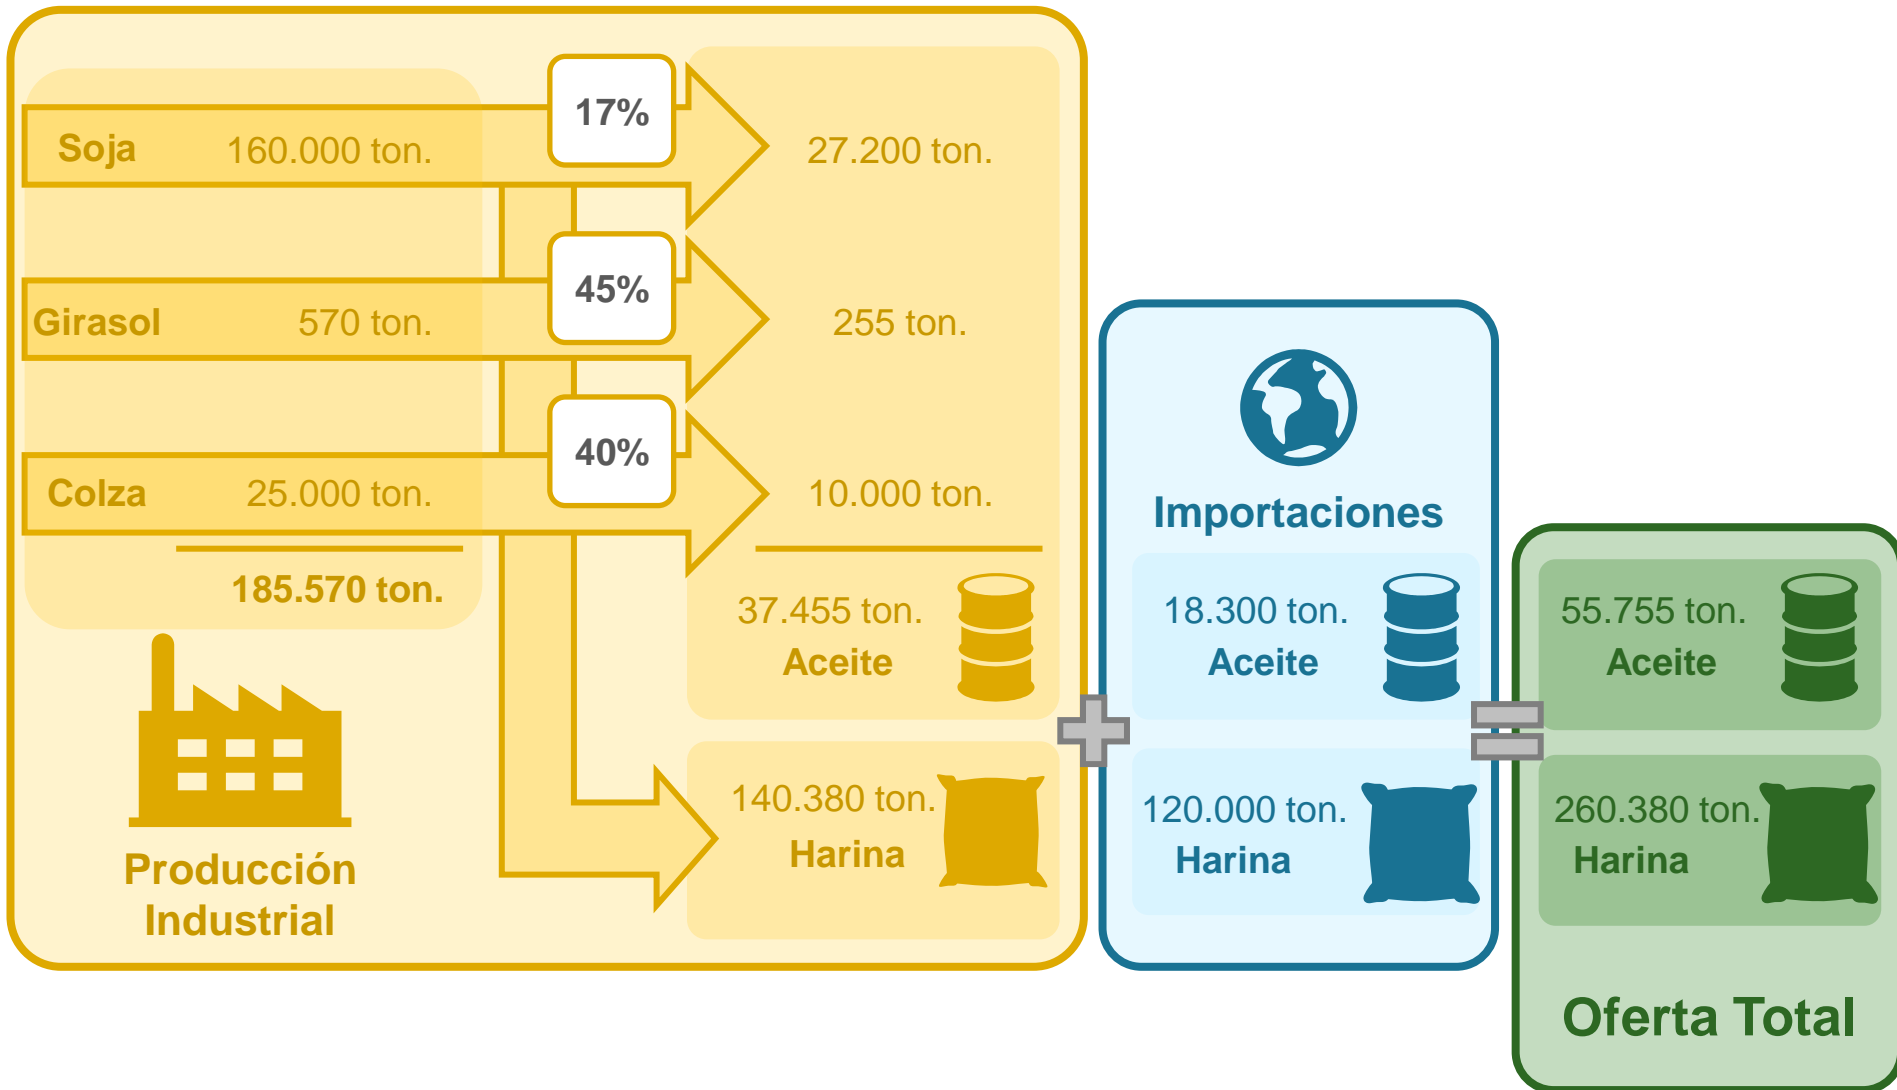 17%
Soja 160.000 ton. 27.200 ton.
45%
Girasol 570 ton. 255 ton.
40%
Colza 25.000 ton. 10.000 ton.
185.570 ton.
37.455 ton.
Aceite
140.380 ton.
Harina
Producción
Industrial
Importaciones
18.300 ton.
Aceite
120.000 ton.
Harina
55.755 ton.
Aceite
260.380 ton.
Harina
Oferta Total